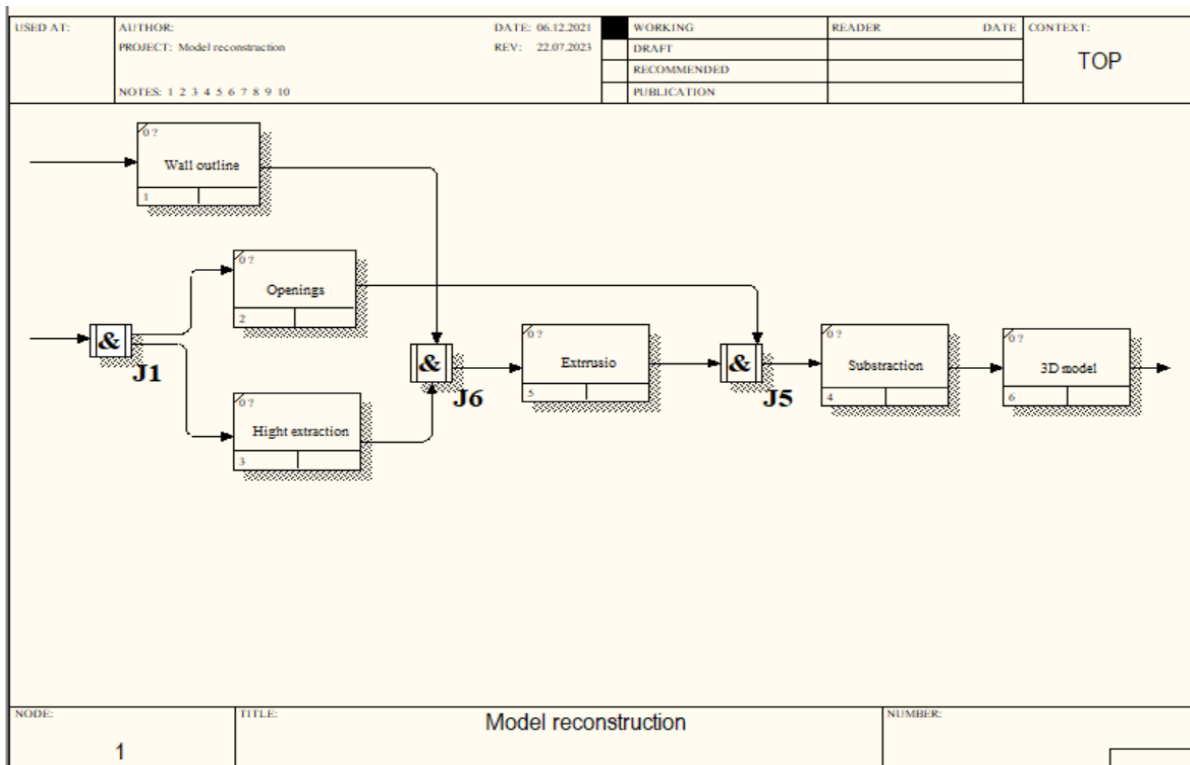 USED AT:
AUTHOR:
DATE: 06.12.2021
PROJECT: Model reconstruction
REV: 22.07.2023
NOTES: 1 2 3 4 5 6 7 8 9 10
WORKING
DRAFT
RECOMMENDED
PUBLICATION
READER DATE
CONTEXT:
TOP
0 ?
Wall outline
1
0 ?
Openings
2
&
J1
0 ?
Hight extraction
3
&
J6
0 ?
Extrrusio
5
&
J5
0 ?
Substraction
4
0 ?
3D model
6
NODE:
1
TITLE:
Model reconstruction
NUMBER: